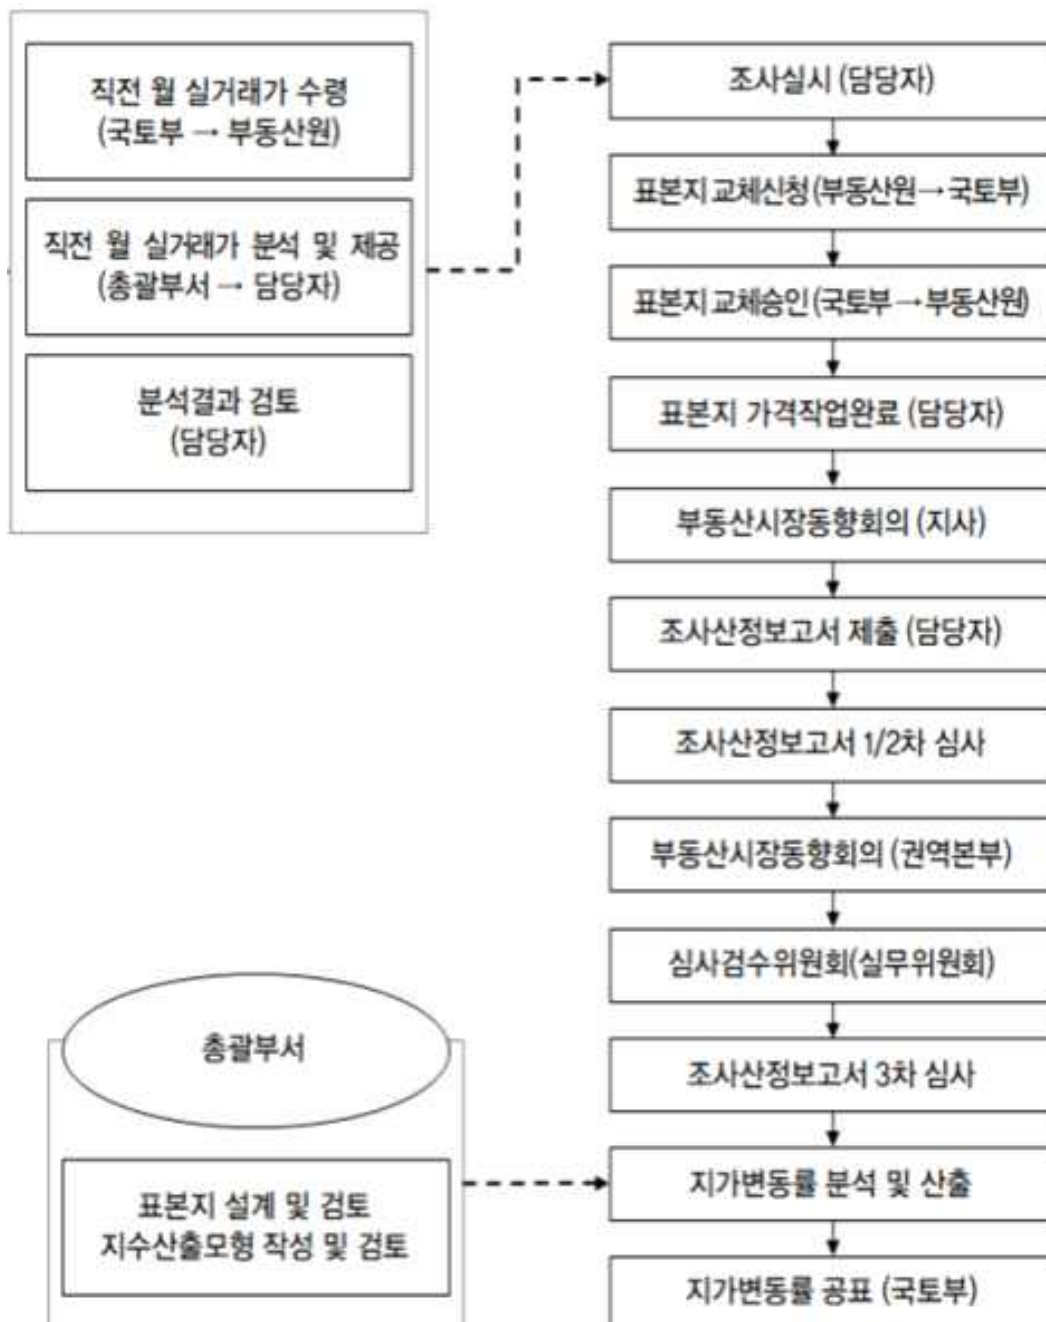 직전 월 실거래가 수령
(국토부 → 부동산원)
직전 월 실거래가 분석 및 제공
(총괄부서 → 담당자)
분석결과 검토
(담당자)
조사실시 (담당자)
표본지 교체신청 (부동산원 → 국토부)
표본지 교체승인 (국토부 → 부동산원)
표본지 가격작업완료 (담당자)
부동산시장동향회의 (지사)
조사산정보고서 제출 (담당자)
조사산정보고서 1/2차 심사
부동산시장동향회의 (권역본부)
심사검수위원회(실무위원회)
조사산정보고서 3차 심사
지가변동률 분석 및 산출
지가변동률 공표 (국토부)
총괄부서
표본지 설계 및 검토
지수산출모형 작성 및 검토